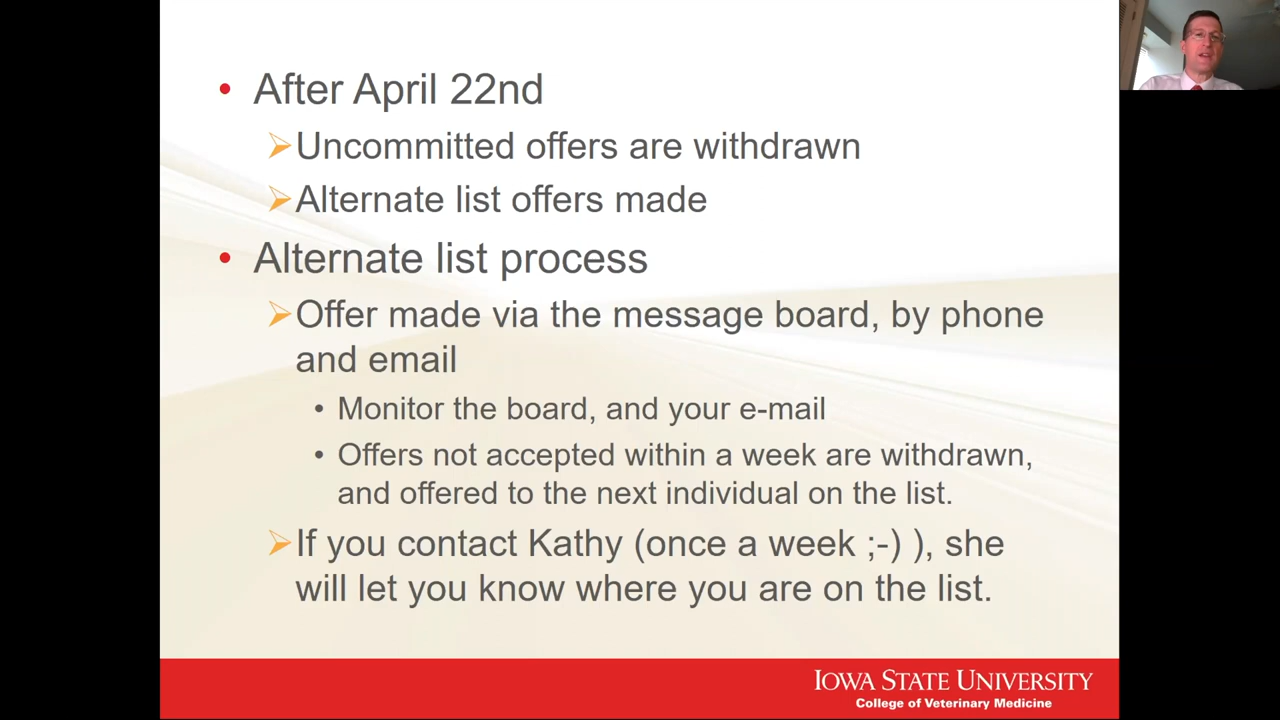 • After April 22nd
➢Uncommitted offers are withdrawn
➢Alternate list offers made
• Alternate list process
➢Offer made via the message board, by phone
and email
• Monitor the board, and your e-mail
• Offers not accepted within a week are withdrawn,
and offered to the next individual on the list.
➢If you contact Kathy (once a week ;-) ), she
will let you know where you are on the list.
IOWA STATE UNIVERSITY
College of Veterinary Medicine